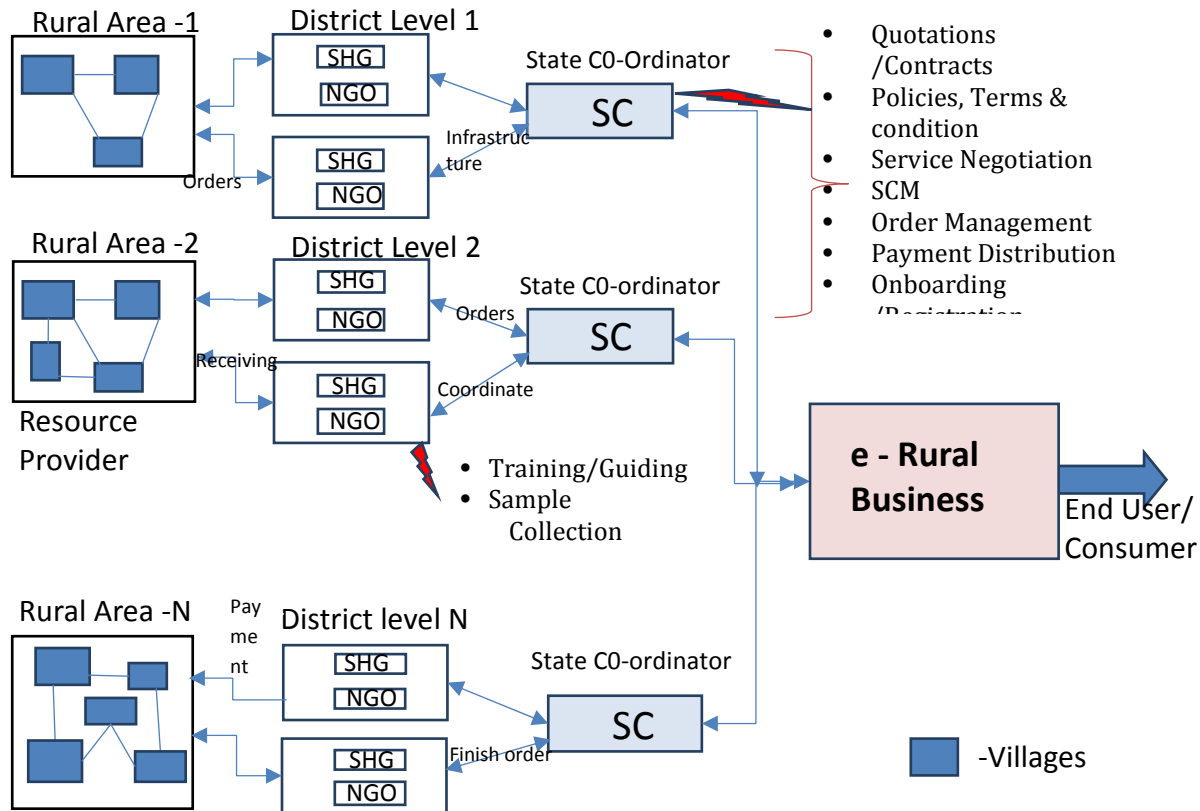 Rural Area -1
District Level 1
SHG
NGO
SHG
NGO
Orders
Infrastruc
ture
State C0-Ordinator
SC
• Quotations
/Contracts
• Policies, Terms &
condition
• Service Negotiation
• SCM
• Order Management
• Payment Distribution
• Onboarding
/Registration
Rural Area -2
District Level 2
SHG
NGO
SHG
NGO
Receiving
Orders
Coordinate
State C0-ordinator
SC
Resource
Provider
• Training/Guiding
• Sample
Collection
e - Rural
Business
End User/
Consumer
Rural Area -N
Pay
me
nt
District level N
SHG
NGO
SHG
NGO
Finish order
State C0-ordinator
SC
-Villages